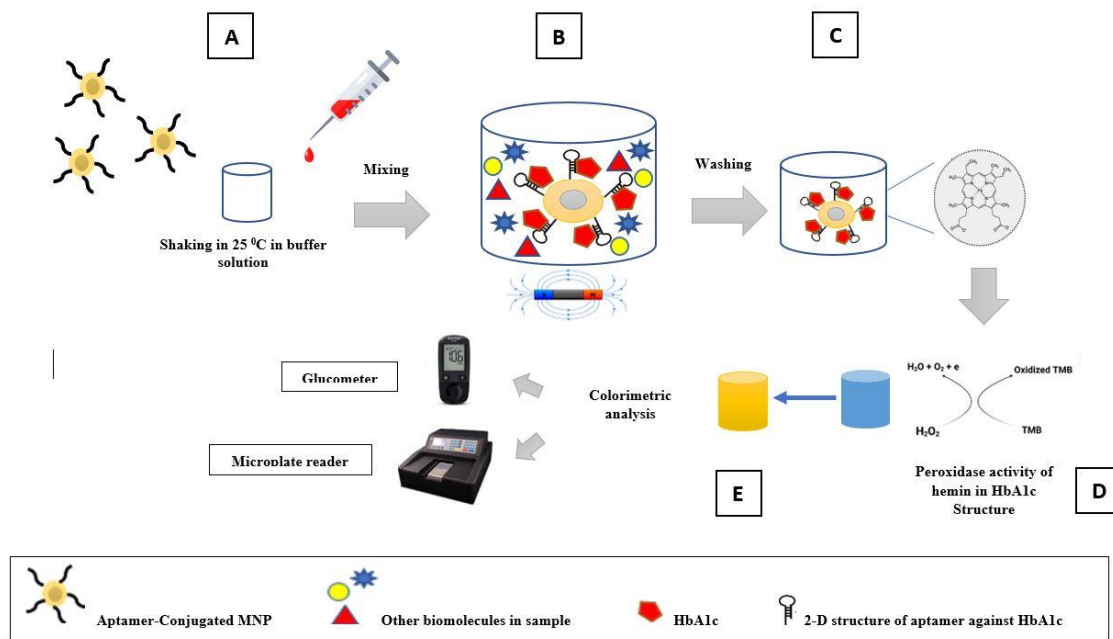 A
B
C
Mixing
Washing
Shaking in 25 ⁰C in buffer
solution
Glucometer
106
Microplate reader
Colorimetric
analysis
H₂O + O₂ + e
Oxidized TMB
H₂O₂
TMB
Peroxidase activity of
hemin in HbA1c
Structure
E
D
Aptamer-Conjugated MNP
Other biomolecules in sample
HbA1c
2-D structure of aptamer against HbA1c